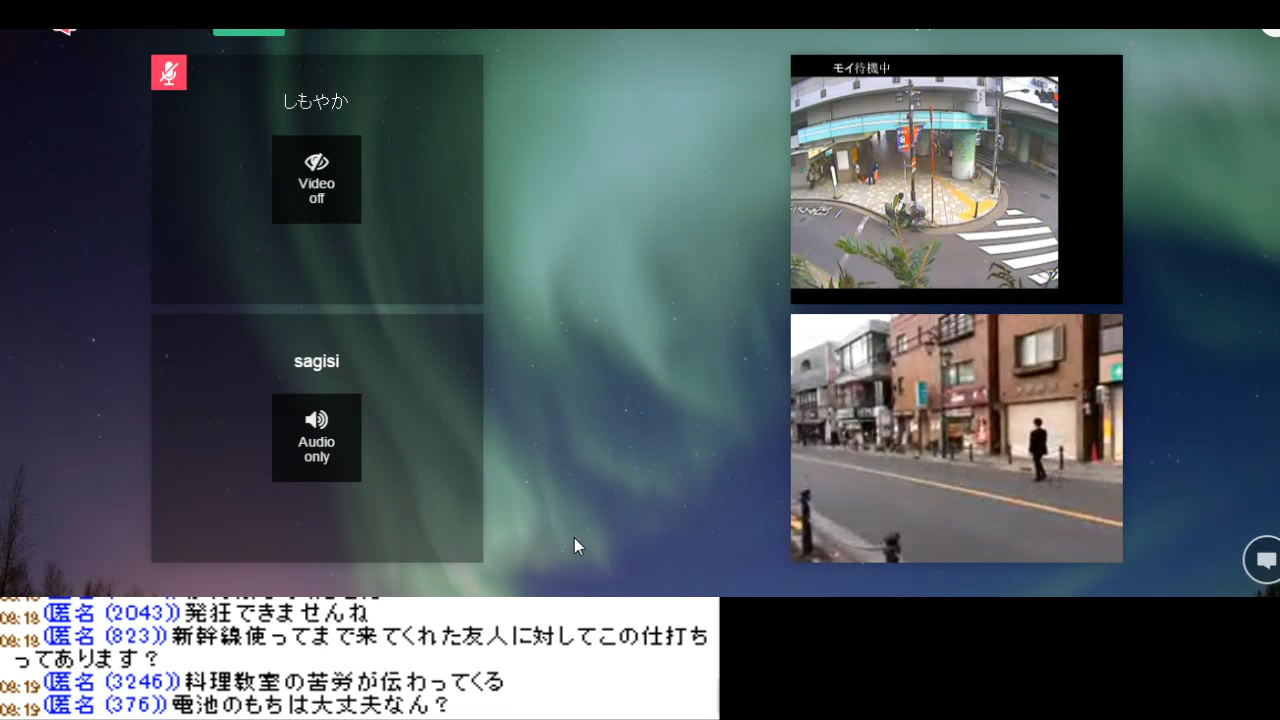 しもやか
Video
off
sagisi
Audio
only
モイ待機中
08:18 (匿名 (2043)) 発狂できませんね
08:18 (匿名 (823)) 新幹線使ってまで来てくれた友人に対してこの仕打ち
ってあります？
08:19 (匿名 (3246)) 料理教室の苦労が伝わってくる
08:19 (匿名 (376)) 電池のもちは大丈夫なん？